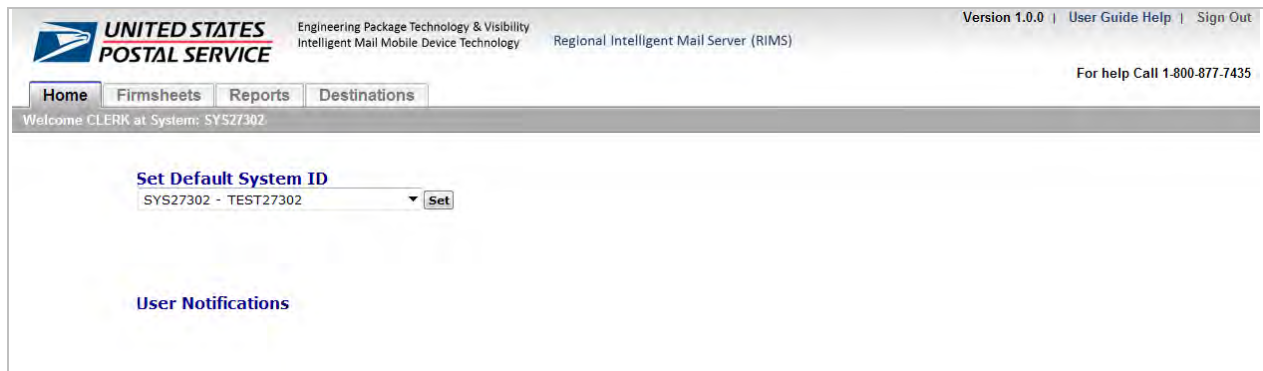 UNITED STATES
POSTAL SERVICE
Engineering Package Technology & Visibility
Intelligent Mail Mobile Device Technology
Regional Intelligent Mail Server (RIMS)
Version 1.0.0 | User Guide Help | Sign Out
For help Call 1-800-877-7435
Home Firmsheets Reports Destinations
Welcome CLERK at System: SYS27302
Set Default System ID
SYS27302 - TEST27302 Set
User Notifications